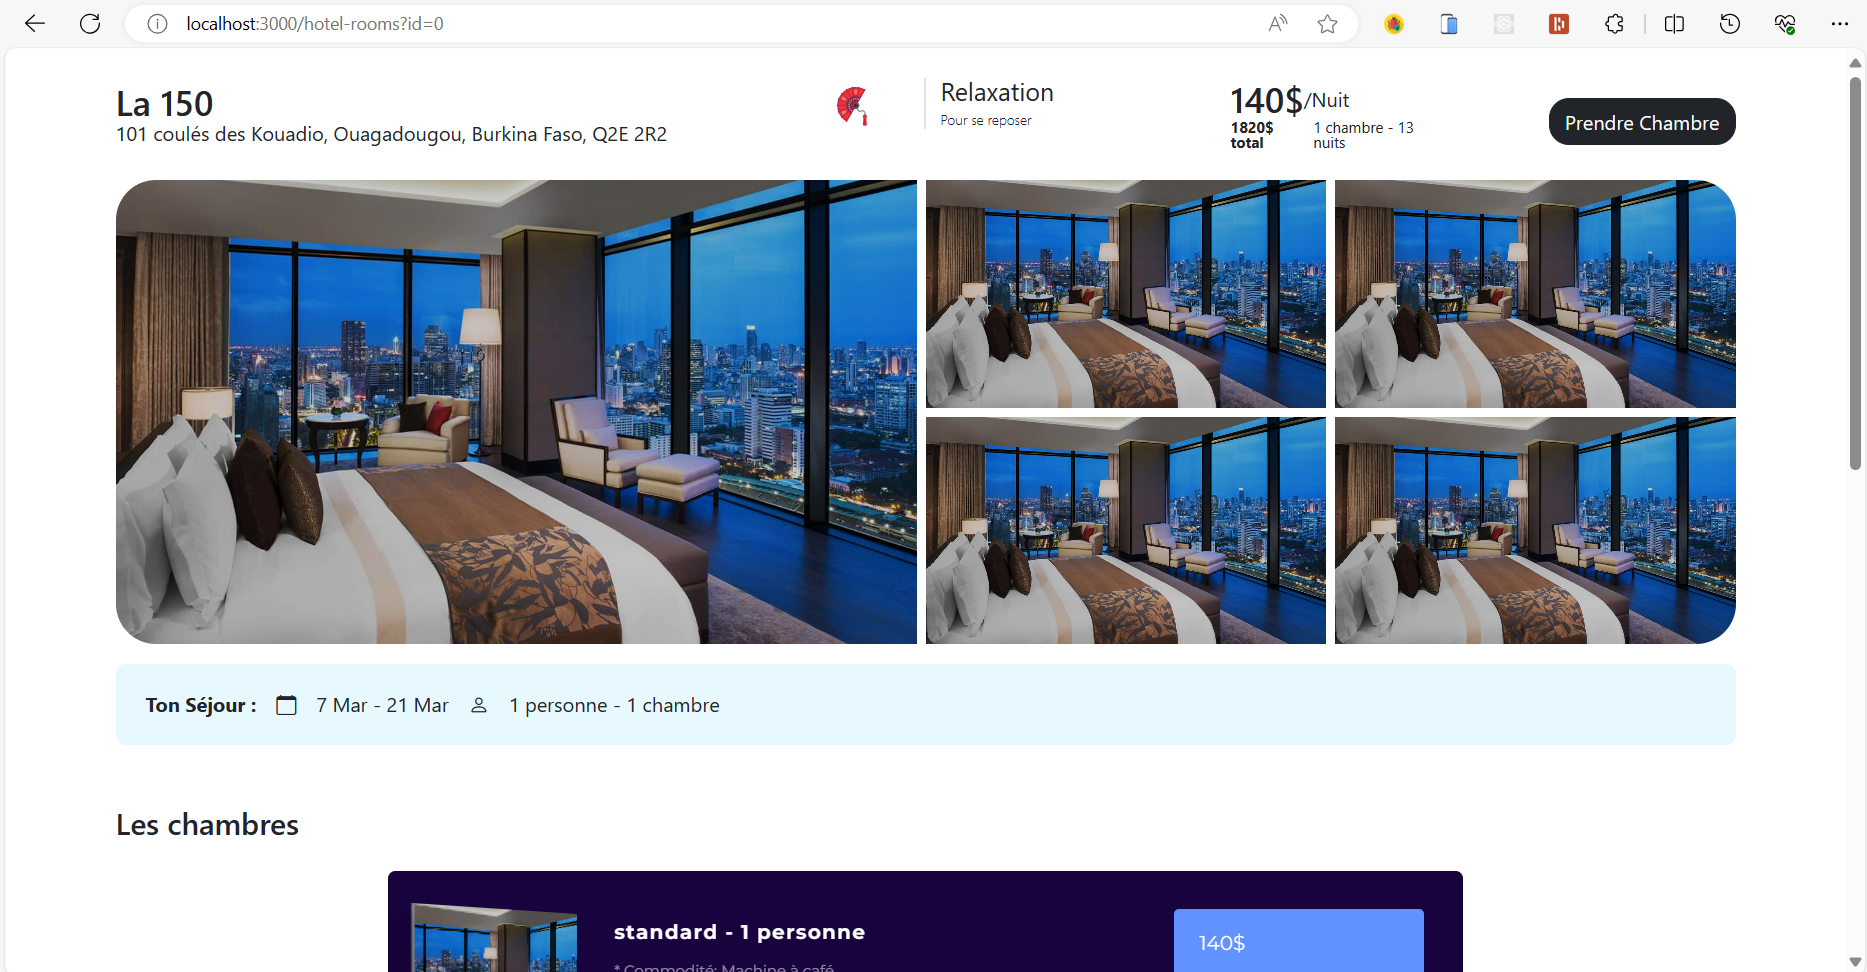 localhost:3000/hotel-rooms?id=0
La 150
101 coulés des Kouadio, Ouagadougou, Burkina Faso, Q2E 2R2
Relaxation
Pour se reposer
140$/Nuit
1820$ total
1 chambre - 13 nuits
Prendre Chambre
Ton Séjour :
7 Mar - 21 Mar
1 personne - 1 chambre
Les chambres
standard - 1 personne
* Commodité: Machine à café
140$